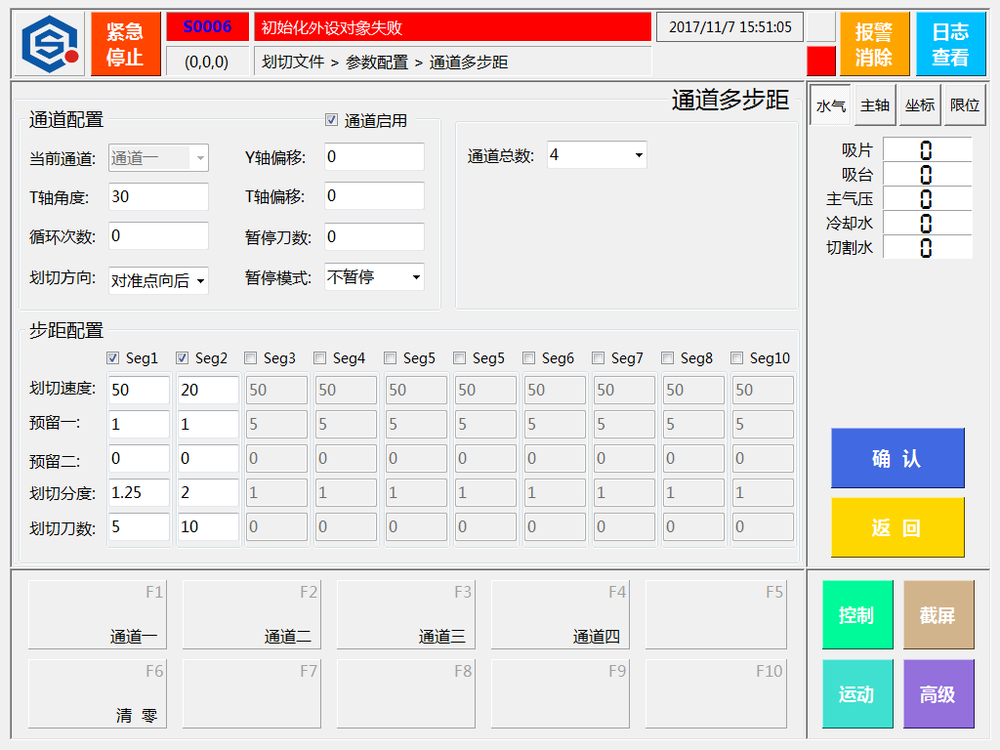 紧急
停止
S0006
初始化外设对象失败
2017/11/7 15:51:05
报警
消除
日志
查看
(0,0,0)
划切文件 > 参数配置 > 通道多步距
通道多步距
水气 主轴 坐标 限位
通道配置
通道启用
当前通道: 通道一 Y轴偏移: 0
T轴角度: 30 T轴偏移: 0
循环次数: 0 暂停刀数: 0
划切方向: 对准点向后 暂停模式: 不暂停
通道总数: 4
吸片 0
吸台 0
主气压 0
冷却水 0
切割水 0
步距配置
Seg1 Seg2 Seg3 Seg4 Seg5 Seg5 Seg6 Seg7 Seg8 Seg10
划切速度: 50 20 50 50 50 50 50 50 50 50
预留一: 1 1 5 5 5 5 5 5 5 5
预留二: 0 0 0 0 0 0 0 0 0 0
划切分度: 1.25 2 1 1 1 1 1 1 1 1
划切刀数: 5 10 0 0 0 0 0 0 0 0
确 认
返 回
F1 F2 F3 F4 F5
通道一 通道二 通道三 通道四
F6 F7 F8 F9 F10
清 零
控制 截屏
运动 高级